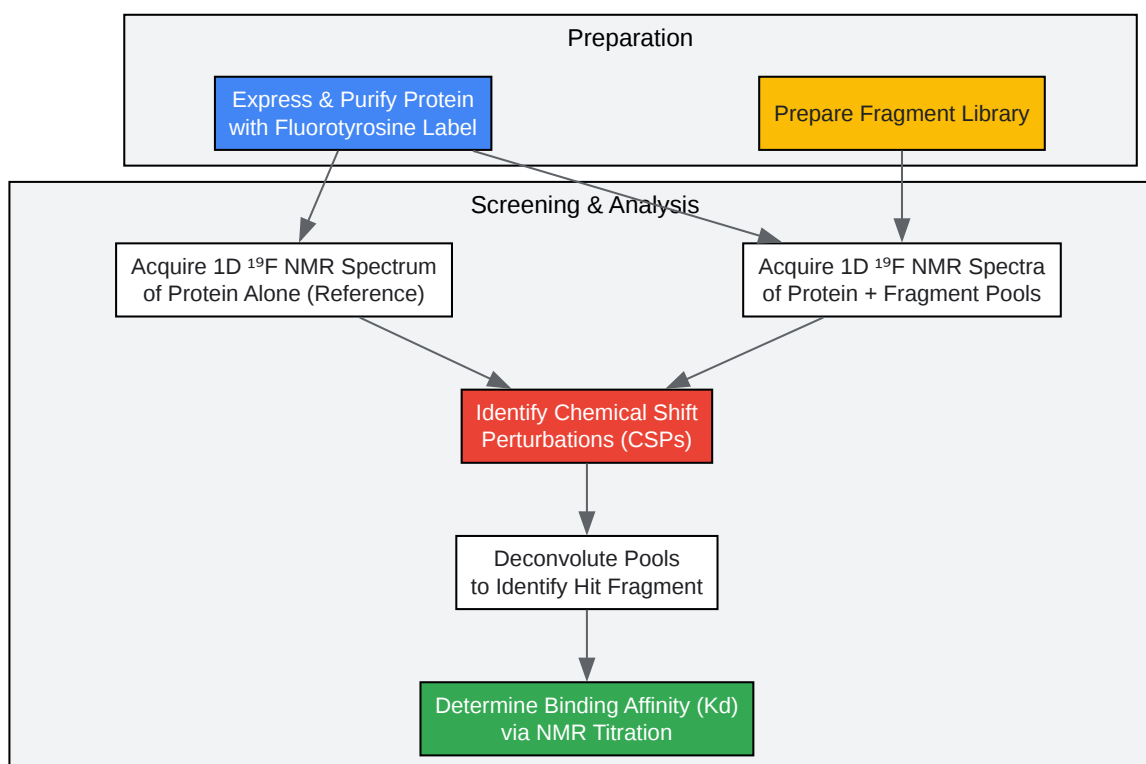 Preparation
Express & Purify Protein
with Fluorotyrosine Label
Prepare Fragment Library
Screening & Analysis
Acquire 1D ¹⁹F NMR Spectrum
of Protein Alone (Reference)
Acquire 1D ¹⁹F NMR Spectra
of Protein + Fragment Pools
Identify Chemical Shift
Perturbations (CSPs)
Deconvolute Pools
to Identify Hit Fragment
Determine Binding Affinity (Kd)
via NMR Titration